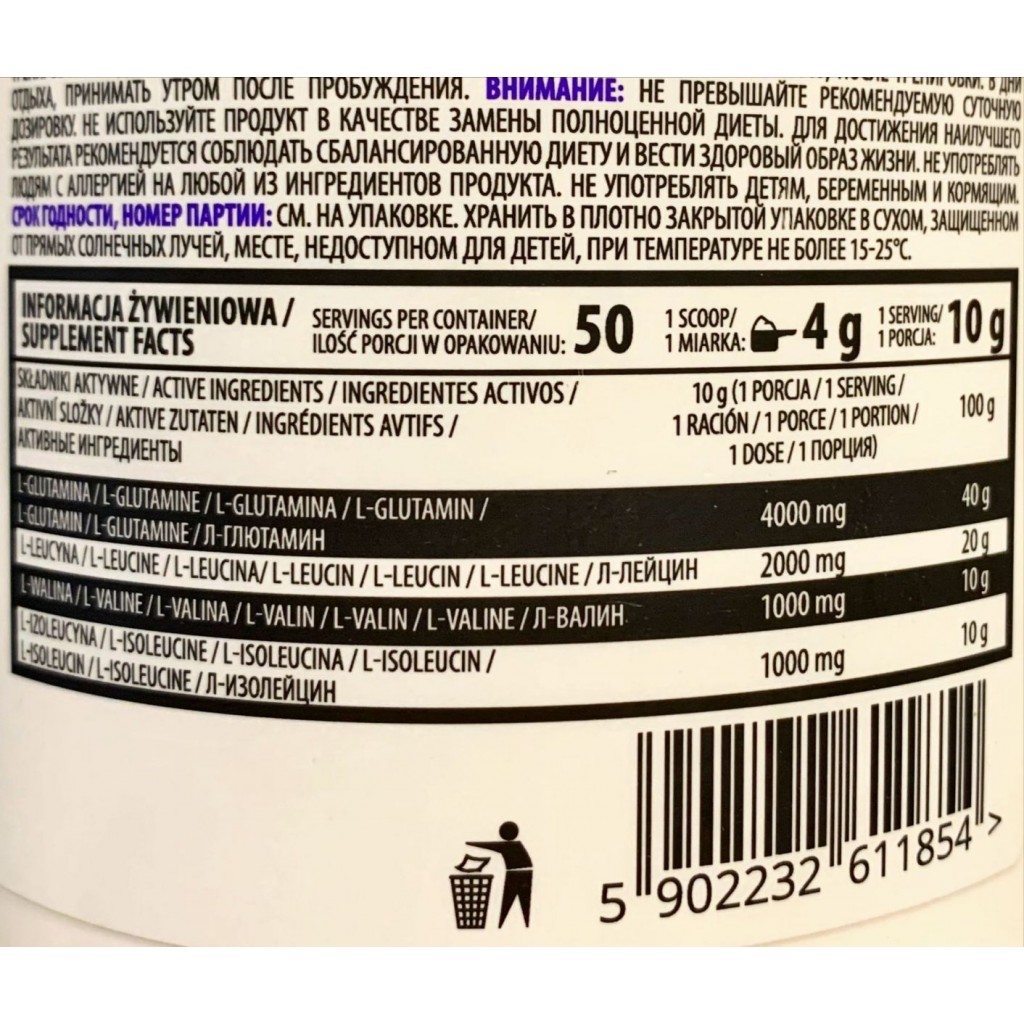 ПОСЛЕ ТРЕНИРОВКИ. В ДНИ
ОТДЫХА, ПРИНИМАТЬ УТРОМ ПОСЛЕ ПРОБУЖДЕНИЯ. ВНИМАНИЕ: НЕ ПРЕВЫШАЙТЕ РЕКОМЕНДУЕМУЮ СУТОЧНУЮ
ДОЗИРОВКУ. НЕ ИСПОЛЬЗУЙТЕ ПРОДУКТ В КАЧЕСТВЕ ЗАМЕНЫ ПОЛНОЦЕННОЙ ДИЕТЫ. ДЛЯ ДОСТИЖЕНИЯ НАИЛУЧШЕГО
РЕЗУЛЬТАТА РЕКОМЕНДУЕТСЯ СОБЛЮДАТЬ СБАЛАНСИРОВАННУЮ ДИЕТУ И ВЕСТИ ЗДОРОВЫЙ ОБРАЗ ЖИЗНИ. НЕ УПОТРЕБЛЯТЬ
ЛЮДЯМ С АЛЛЕРГИЕЙ НА ЛЮБОЙ ИЗ ИНГРЕДИЕНТОВ ПРОДУКТА. НЕ УПОТРЕБЛЯТЬ ДЕТЯМ, БЕРЕМЕННЫМ И КОРМЯЩИМ.
СРОК ГОДНОСТИ, НОМЕР ПАРТИИ: СМ. НА УПАКОВКЕ. ХРАНИТЬ В ПЛОТНО ЗАКРЫТОЙ УПАКОВКЕ В СУХОМ, ЗАЩИЩЕННОМ
ОТ ПРЯМЫХ СОЛНЕЧНЫХ ЛУЧЕЙ, МЕСТЕ, НЕДОСТУПНОМ ДЛЯ ДЕТЕЙ, ПРИ ТЕМПЕРАТУРЕ НЕ БОЛЕЕ 15-25°C.
INFORMACJA ŻYWIENIOWA /
SUPPLEMENT FACTS
SERVINGS PER CONTAINER/
ILOŚĆ PORCJI W OPAKOWANIU: 50
1 SCOOP/
1 MIARKA: 4 g
1 SERVING/
1 PORCJA: 10 g
SKŁADNIKI AKTYWNE / ACTIVE INGREDIENTS / INGREDIENTES ACTIVOS /
AKTIVNÍ SLOŽKY / AKTIVE ZUTATEN / INGRÉDIENTS AVTIFS /
АКТИВНЫЕ ИНГРЕДИЕНТЫ
10 g (1 PORCJA / 1 SERVING /
1 RACIÓN / 1 PORCE / 1 PORTION /
1 DOSE / 1 ПОРЦИЯ)
100 g
L-GLUTAMINA / L-GLUTAMINE / L-GLUTAMINA / L-GLUTAMIN /
L-GLUTAMIN / L-GLUTAMINE / Л-ГЛЮТАМИН
4000 mg
40 g
L-LEUCYNA / L-LEUCINE / L-LEUCINA/ L-LEUCIN / L-LEUCIN / L-LEUCINE / Л-ЛЕЙЦИН
2000 mg
20 g
L-WALINA / L-VALINE / L-VALINA / L-VALIN / L-VALIN / L-VALINE / Л-ВАЛИН
1000 mg
10 g
L-IZOLEUCYNA / L-ISOLEUCINE / L-ISOLEUCINA / L-ISOLEUCIN /
L-ISOLEUCIN / L-ISOLEUCINE / Л-ИЗОЛЕЙЦИН
1000 mg
10 g
5 902232 611854 >